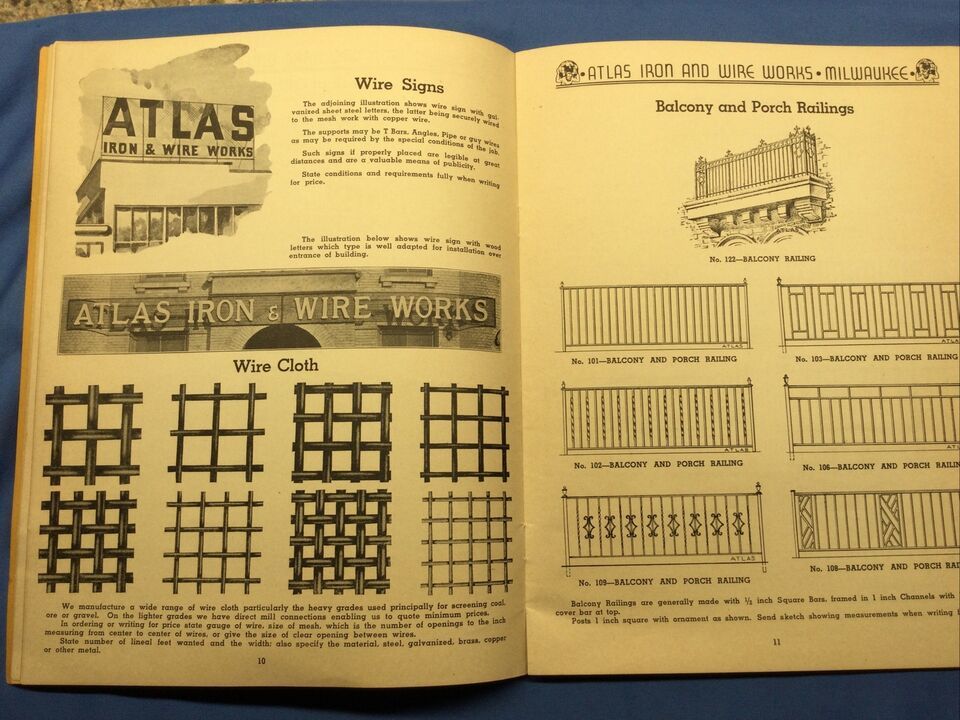 ATLAS
IRON & WIRE WORKS
Wire Signs
The adjoining illustration shows wire sign with gal-
vanized sheet steel letters, the latter being securely wired
to the mesh work with copper wire.
The supports may be T Bars, Angles, Pipe or guy wires
as may be required by the special conditions of the job.
Such signs if properly placed are legible at great
distances and are a valuable means of publicity.
State conditions and requirements fully when writing
for price.
The illustration below shows wire sign with wood
letters which type is well adapted for installation over
entrance of building.
ATLAS IRON & WIRE WORKS
Wire Cloth
We manufacture a wide range of wire cloth particularly the heavy grades used principally for screening coal,
ore or gravel. On the lighter grades we have direct mill connections enabling us to quote minimum prices.
In ordering or writing for price state gauge of wire, size of mesh, which is the number of openings to the inch
measuring from center to center of wires, or give the size of clear opening between wires.
State number of lineal feet wanted and the width; also specify the material, steel, galvanized, brass, copper
or other metal.
10
•ATLAS IRON AND WIRE WORKS•MILWAUKEE•
Balcony and Porch Railings
ATLAS
No. 122—BALCONY RAILING
ATLAS
No. 101—BALCONY AND PORCH RAILING
ATLA
No. 103—BALCONY AND PORCH RAILING
ATLAS
No. 102—BALCONY AND PORCH RAILING
ATLA
No. 106—BALCONY AND PORCH RAILIN
ATLAS
No. 109—BALCONY AND PORCH RAILING
No. 108—BALCONY AND PORCH RAIL
Balcony Railings are generally made with 1/2 inch Square Bars, framed in 1 inch Channels with
cover bar at top.
Posts 1 inch square with ornament as shown. Send sketch showing measurements when writing
11